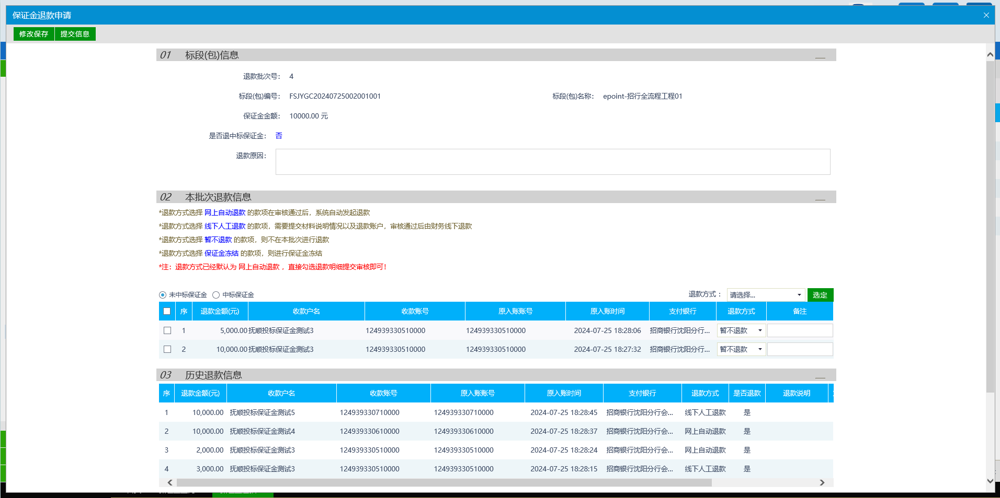 保证金退款申请
修改保存 提交信息
01 标段(包)信息
退款批次号： 4
标段(包)编号： FSJYGC20240725002001001 标段(包)名称： epoint-招行全流程工程01
保证金金额： 10000.00 元
是否退中标保证金： 否
退款原因：
02 本批次退款信息
*退款方式选择 网上自动退款 的款项在审核通过后，系统自动发起退款
*退款方式选择 线下人工退款 的款项，需要提交材料说明情况以及退款账户，审核通过后由财务线下退款
*退款方式选择 暂不退款 的款项，则不在本批次进行退款
*退款方式选择 保证金冻结 的款项，则进行保证金冻结
*注：退款方式已经默认为 网上自动退款 ，直接勾选退款明细提交审核即可！
未中标保证金 中标保证金 退款方式 ： 请选择... 选定
序 退款金额(元) 收款户名 收款账号 原入账账号 原入账时间 支付银行 退款方式 备注
1 5,000.00 抚顺投标保证金测试3 124939330510000 124939330510000 2024-07-25 18:28:06 招商银行沈阳分行... 暂不退款
2 10,000.00 抚顺投标保证金测试3 124939330510000 124939330510000 2024-07-25 18:27:32 招商银行沈阳分行... 暂不退款
03 历史退款信息
序 退款金额(元) 收款户名 收款账号 原入账账号 原入账时间 支付银行 退款方式 是否退款 退款说明
1 10,000.00 抚顺投标保证金测试5 124939330710000 124939330710000 2024-07-25 18:28:45 招商银行沈阳分行会... 线下人工退款 是
2 10,000.00 抚顺投标保证金测试4 124939330610000 124939330610000 2024-07-25 18:28:37 招商银行沈阳分行会... 网上自动退款 是
3 2,000.00 抚顺投标保证金测试3 124939330510000 124939330510000 2024-07-25 18:28:24 招商银行沈阳分行会... 网上自动退款 是
4 3,000.00 抚顺投标保证金测试3 124939330510000 124939330510000 2024-07-25 18:28:15 招商银行沈阳分行会... 线下人工退款 是